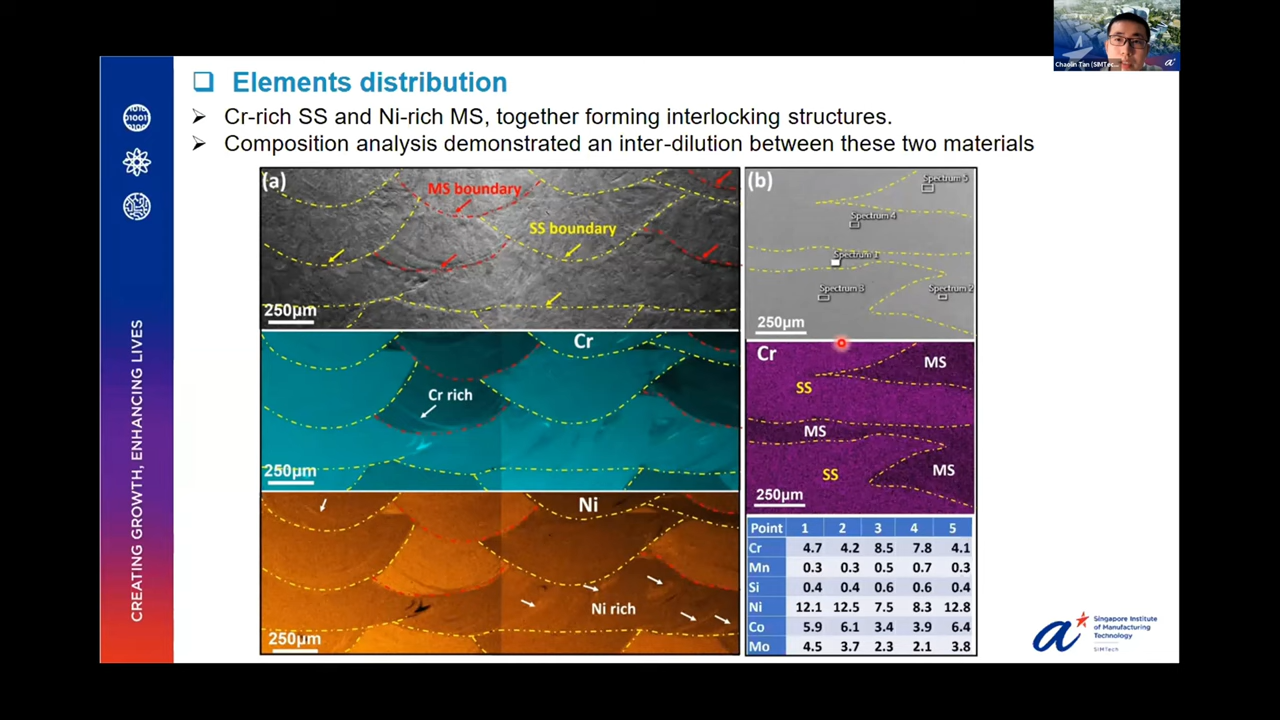 Chaolin Tan (SIMTec...
Elements distribution
Cr-rich SS and Ni-rich MS, together forming interlocking structures.
Composition analysis demonstrated an inter-dilution between these two materials
(a)
MS boundary
SS boundary
250μm
Cr
Cr rich
250μm
Ni
Ni rich
250μm
(b)
Spectrum 5
Spectrum 4
Spectrum 1
Spectrum 3
Spectrum 2
250μm
Cr
MS
SS
MS
SS
MS
250μm
Point 1 2 3 4 5
Cr 4.7 4.2 8.5 7.8 4.1
Mn 0.3 0.3 0.5 0.7 0.3
Si 0.4 0.4 0.6 0.6 0.4
Ni 12.1 12.5 7.5 8.3 12.8
Co 5.9 6.1 3.4 3.9 6.4
Mo 4.5 3.7 2.3 2.1 3.8
CREATING GROWTH, ENHANCING LIVES
Singapore Institute
of Manufacturing
Technology
SIMTech